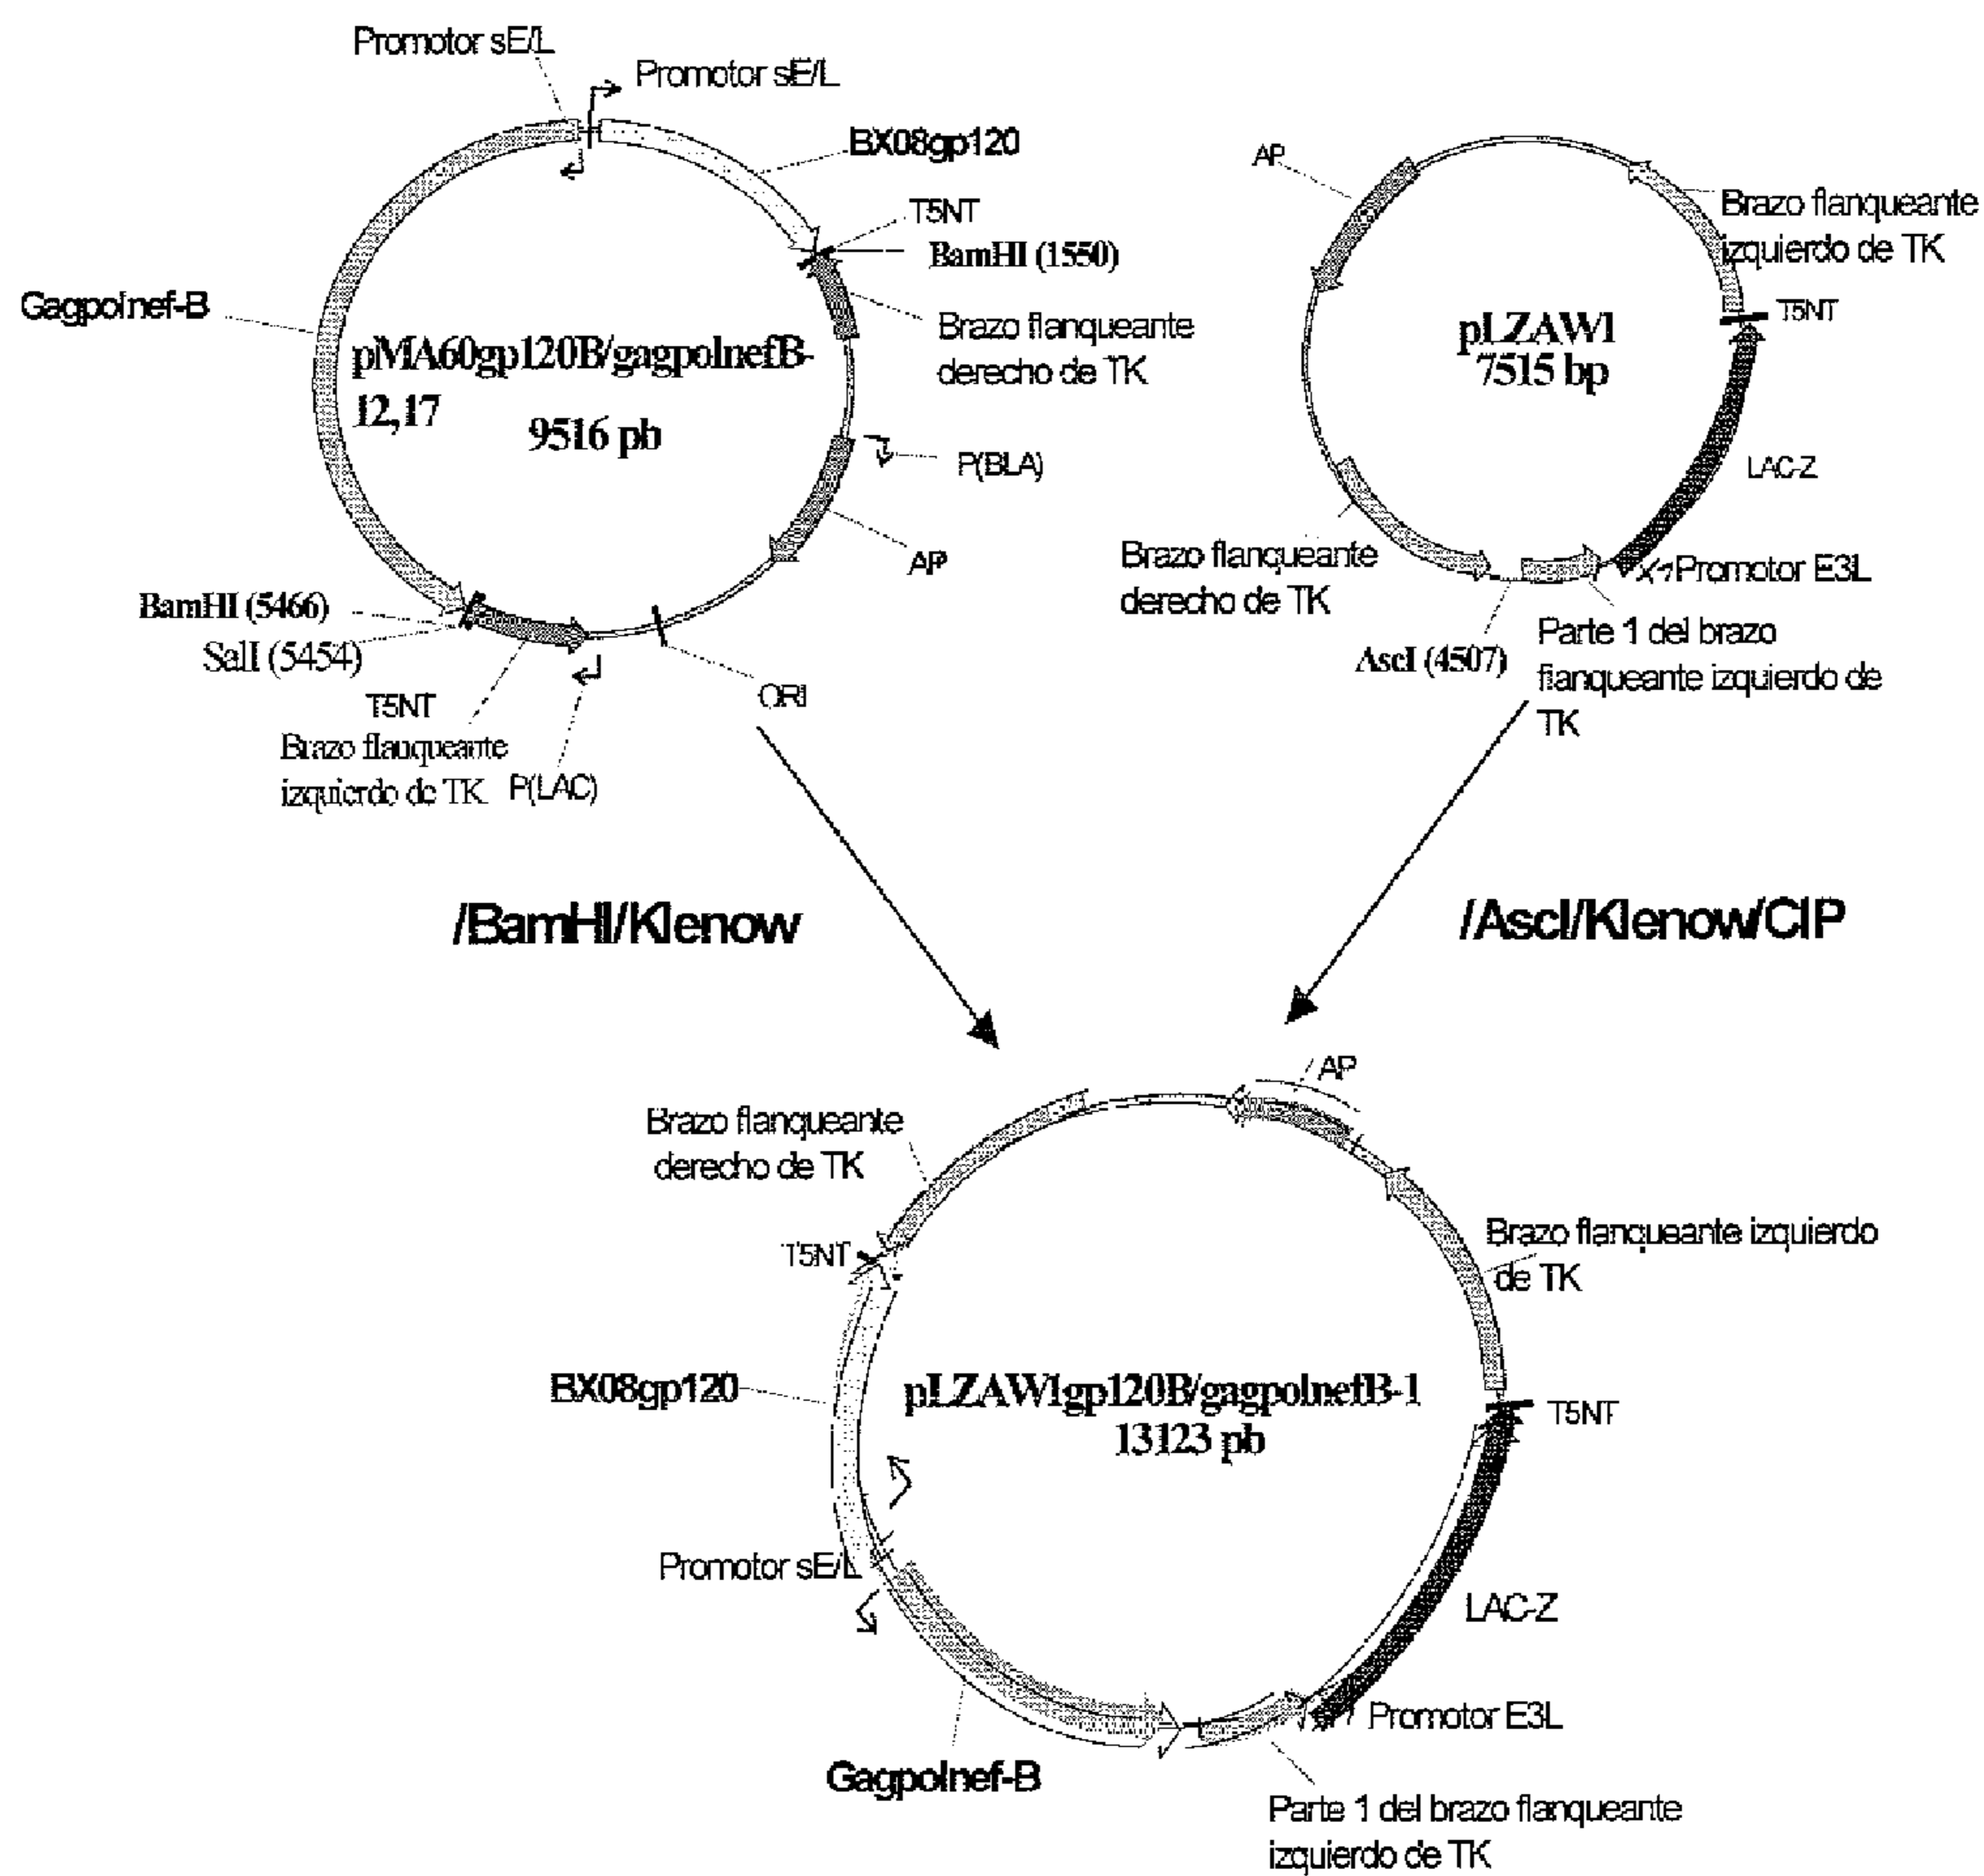 Promotor sE/L
Promotor sE/L
BX08gp120
T5NT
BamHI (1550)
Brazo flanqueante
derecho de TK
Gagpolnef-B
pMA60gp120B/gagpolnefB-
12,17
9516 pb
P(BLA)
AP
BamHI (5466)
SalI (5454)
T5NT
Brazo flanqueante
izquierdo de TK
P(LAC)
ORI
AP
Brazo flanqueante
izquierdo de TK
T5NT
pLZAW1
7515 bp
LAC-Z
Brazo flanqueante
derecho de TK
Promotor E3L
AscI (4507)
Parte 1 del brazo
flanqueante izquierdo de
TK
/BamHI/Klenow
/AscI/Klenow/CIP
AP
Brazo flanqueante
derecho de TK
T5NT
Brazo flanqueante izquierdo
de TK
BX08gp120
pLZAW1gp120B/gagpolnefB-1
13123 pb
T5NT
Promotor sE/L
LAC-Z
Promotor E3L
Gagpolnef-B
Parte 1 del brazo flanqueante
izquierdo de TK